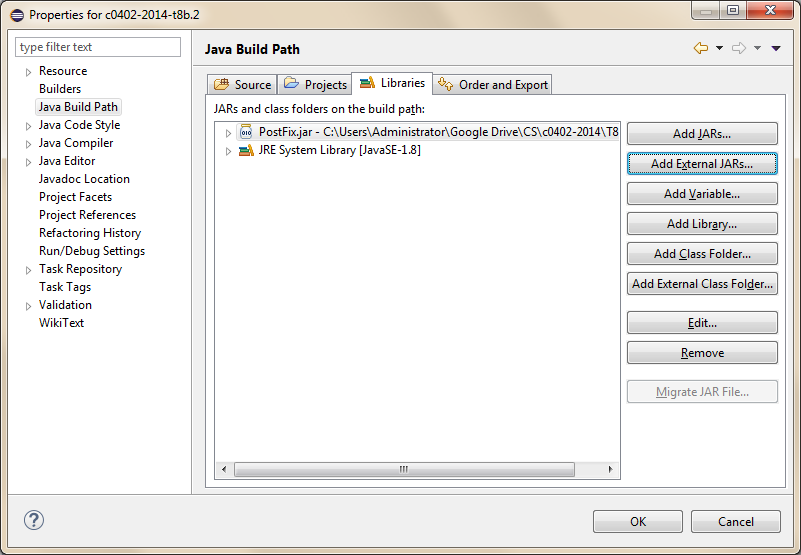 Properties for c0402-2014-t8b.2
type filter text
Resource
Builders
Java Build Path
Java Code Style
Java Compiler
Java Editor
Javadoc Location
Project Facets
Project References
Refactoring History
Run/Debug Settings
Task Repository
Task Tags
Validation
WikiText
Java Build Path
Source Projects Libraries Order and Export
JARs and class folders on the build path:
PostFix.jar - C:\Users\Administrator\Google Drive\CS\c0402-2014\T8
JRE System Library [JavaSE-1.8]
Add JARs...
Add External JARs...
Add Variable...
Add Library...
Add Class Folder...
Add External Class Folder...
Edit...
Remove
Migrate JAR File...
OK Cancel